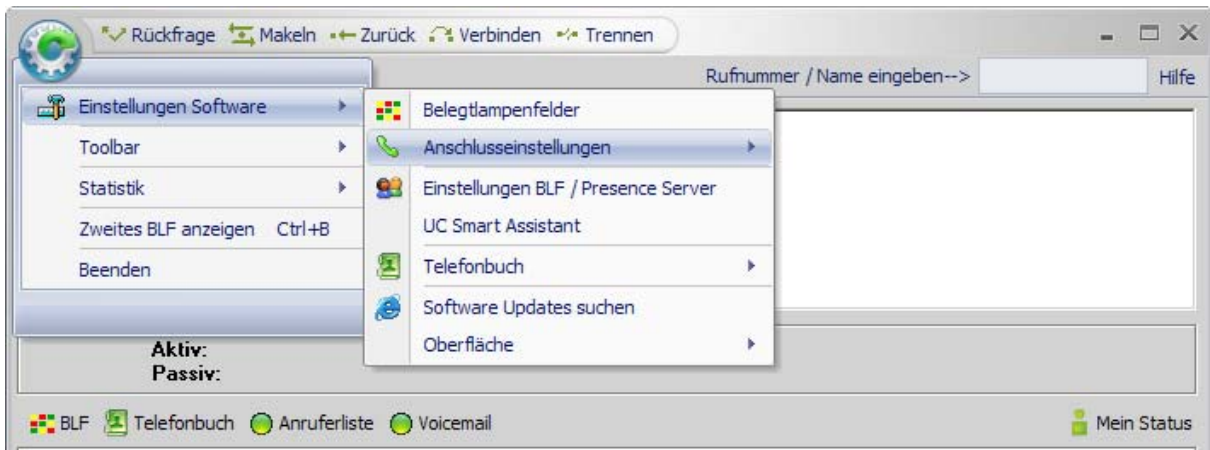 Rückfrage Makeln Zurück Verbinden Trennen
Rufnummer / Name eingeben--> Hilfe
Einstellungen Software
Toolbar
Statistik
Zweites BLF anzeigen Ctrl+B
Beenden
Belegtlampenfelder
Anschlusseinstellungen
Einstellungen BLF / Presence Server
UC Smart Assistant
Telefonbuch
Software Updates suchen
Oberfläche
Aktiv:
Passiv:
BLF Telefonbuch Anruferliste Voicemail Mein Status